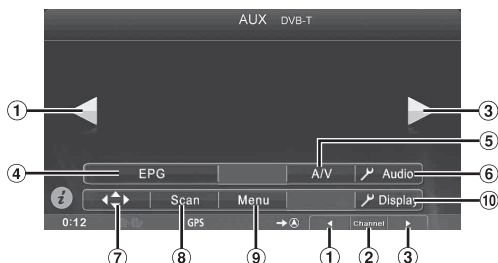 AUX DVB-T
1 3
5
4 EPG A/V Audio 6
i Scan Menu Display 10
0:12 GPS A Channel
7 8 9 1 2 3